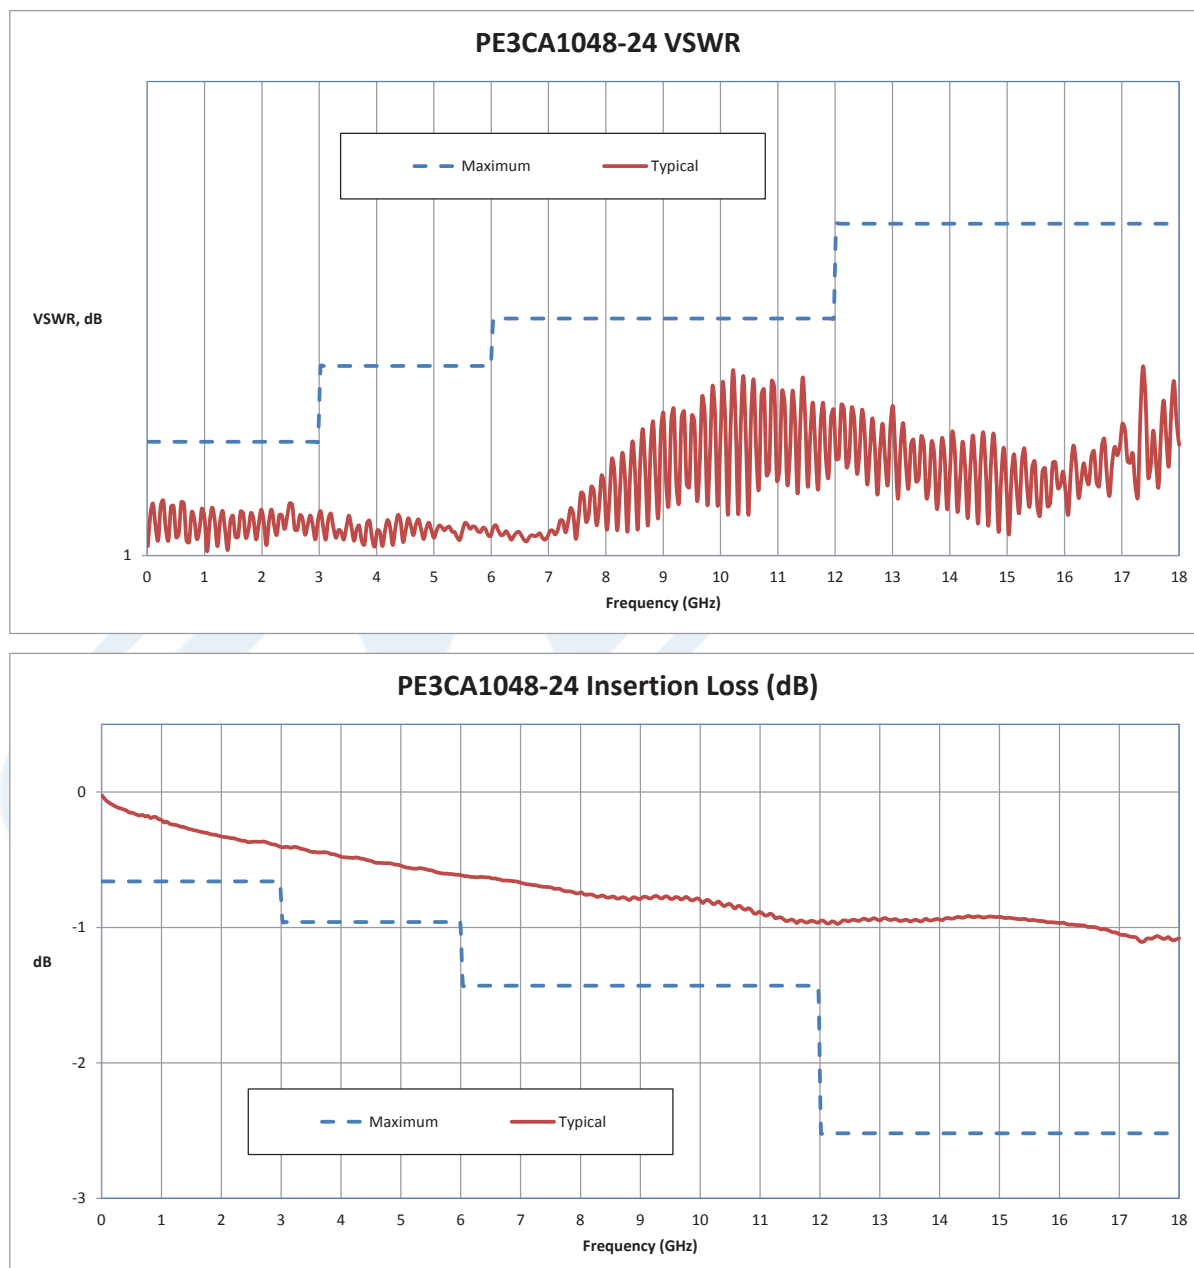 PE3CA1048-24 VSWR
Maximum Typical
VSWR, dB
1
0 1 2 3 4 5 6 7 8 9 10 11 12 13 14 15 16 17 18
Frequency (GHz)
PE3CA1048-24 Insertion Loss (dB)
0
-1
dB
-2
Maximum Typical
-3
0 1 2 3 4 5 6 7 8 9 10 11 12 13 14 15 16 17 18
Frequency (GHz)